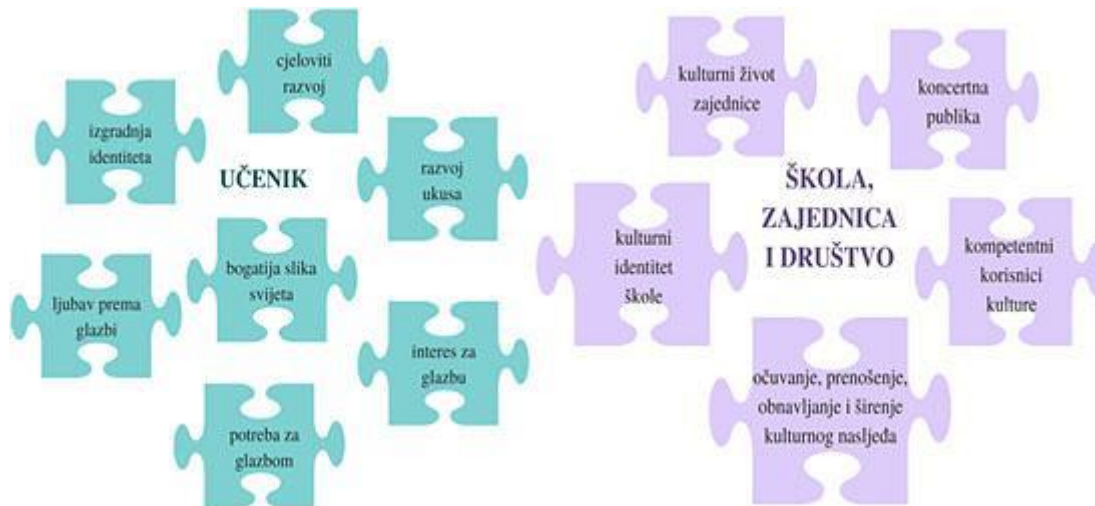 UČENIK
cjeloviti
razvoj
izgradnja
identiteta
razvoj
ukusa
bogatija slika
svijeta
ljubav prema
glazbi
interes za
glazbu
potreba za
glazbom
ŠKOLA,
ZAJEDNICA
I DRUŠTVO
kulturni život
zajednice
koncertna
publika
kulturni
identitet
škole
kompetentni
korisnici
kulture
očuvanje, prenošenje,
obnavljanje i širenje
kulturnog nasljeđa